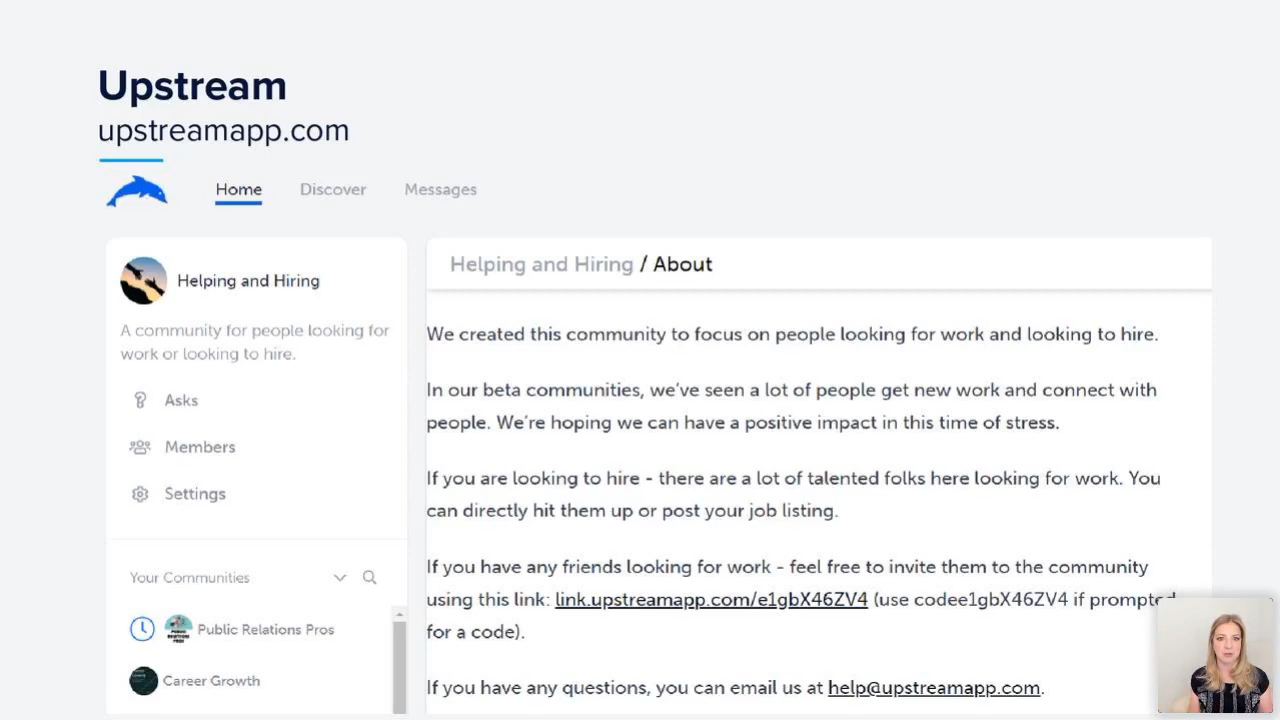 Upstream
upstreamapp.com
Home Discover Messages
Helping and Hiring
A community for people looking for
work or looking to hire.
Asks
Members
Settings
Your Communities
Public Relations Pros
Career Growth
Helping and Hiring / About
We created this community to focus on people looking for work and looking to hire.
In our beta communities, we've seen a lot of people get new work and connect with
people. We're hoping we can have a positive impact in this time of stress.
If you are looking to hire - there are a lot of talented folks here looking for work. You
can directly hit them up or post your job listing.
If you have any friends looking for work - feel free to invite them to the community
using this link: link.upstreamapp.com/e1gbX46ZV4 (use codee1gbX46ZV4 if prompted
for a code).
If you have any questions, you can email us at help@upstreamapp.com.